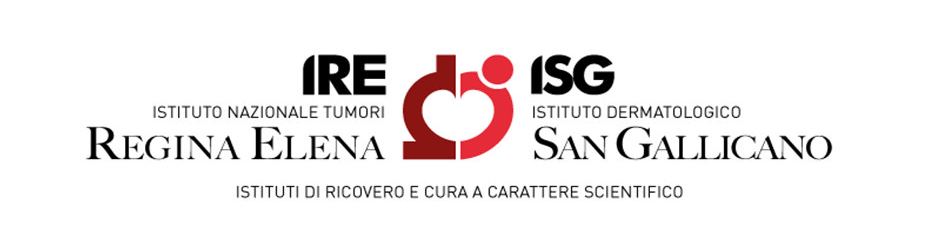 IRE
ISTITUTO NAZIONALE TUMORI
REGINA ELENA
ISG
ISTITUTO DERMATOLOGICO
SAN GALLICANO
ISTITUTI DI RICOVERO E CURA A CARATTERE SCIENTIFICO